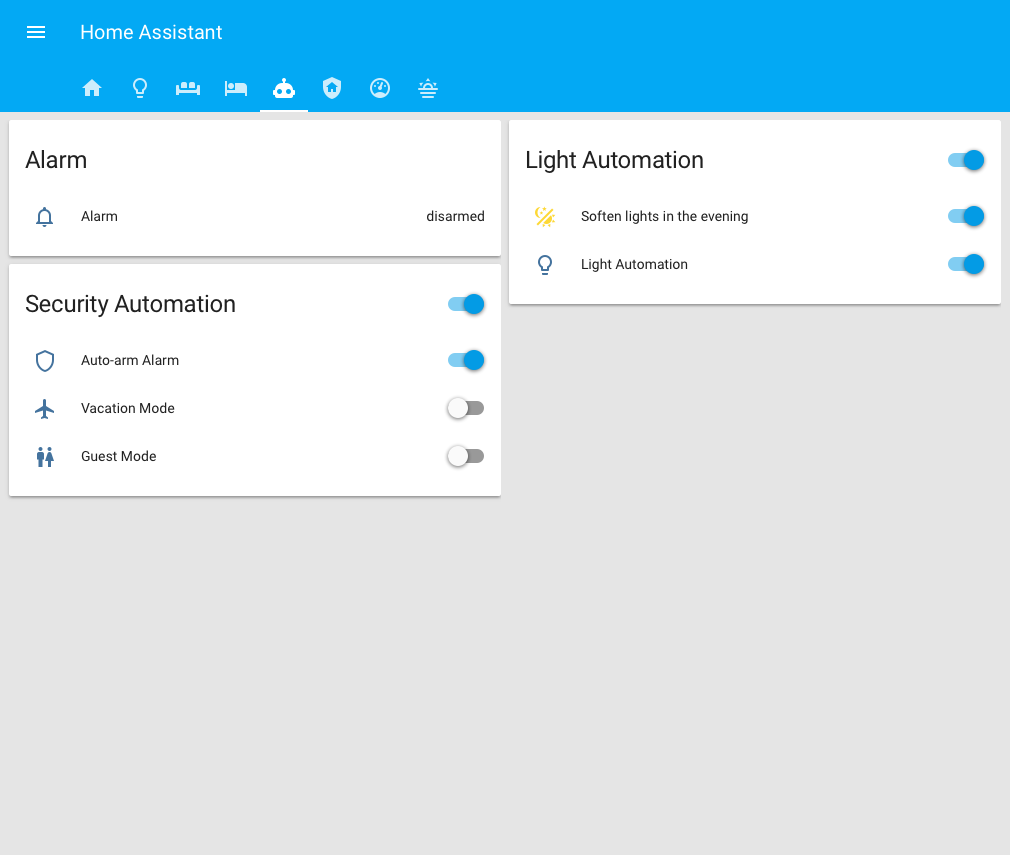 Home Assistant
Alarm
Alarm disarmed
Security Automation
Auto-arm Alarm
Vacation Mode
Guest Mode
Light Automation
Soften lights in the evening
Light Automation